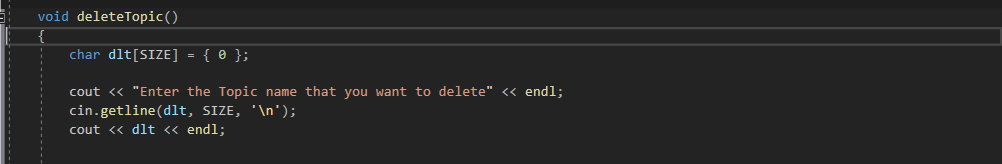 void deleteTopic()
{
char dlt[SIZE] = { 0 };
cout << "Enter the Topic name that you want to delete" << endl;
cin.getline(dlt, SIZE, '\n');
cout << dlt << endl;